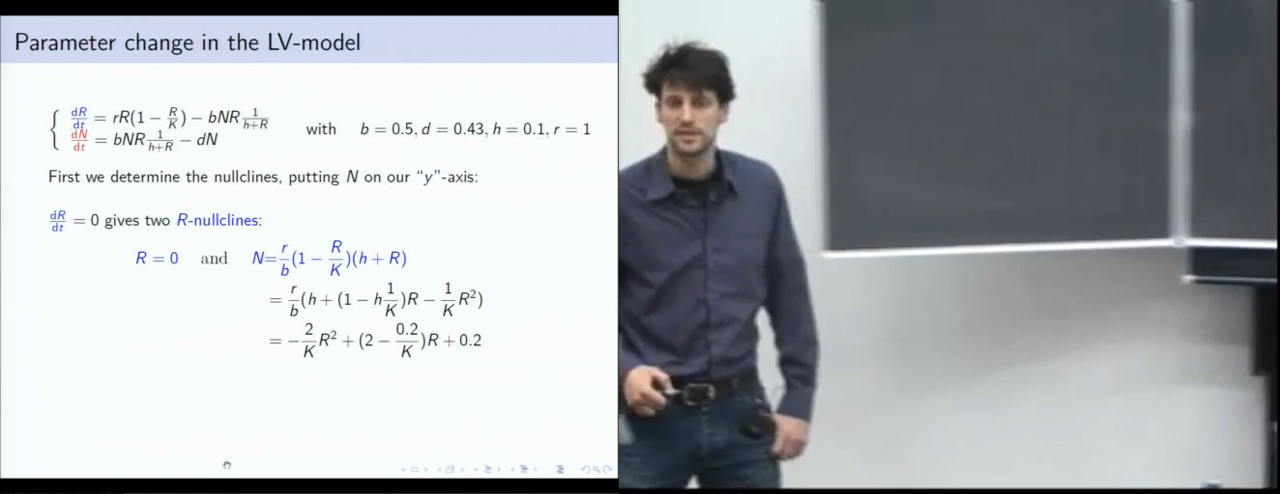 Parameter change in the LV-model
{ dR/dt = rR(1 − R/K) − bNR 1/(h+R)
dN/dt = bNR 1/(h+R) − dN with b = 0.5, d = 0.43, h = 0.1, r = 1
First we determine the nullclines, putting N on our “y”-axis:
dR/dt = 0 gives two R-nullclines:
R = 0 and N= r/b (1 − R/K)(h + R)
= r/b (h + (1 − h 1/K)R − 1/K R²)
= − 2/K R² + (2 − 0.2/K)R + 0.2